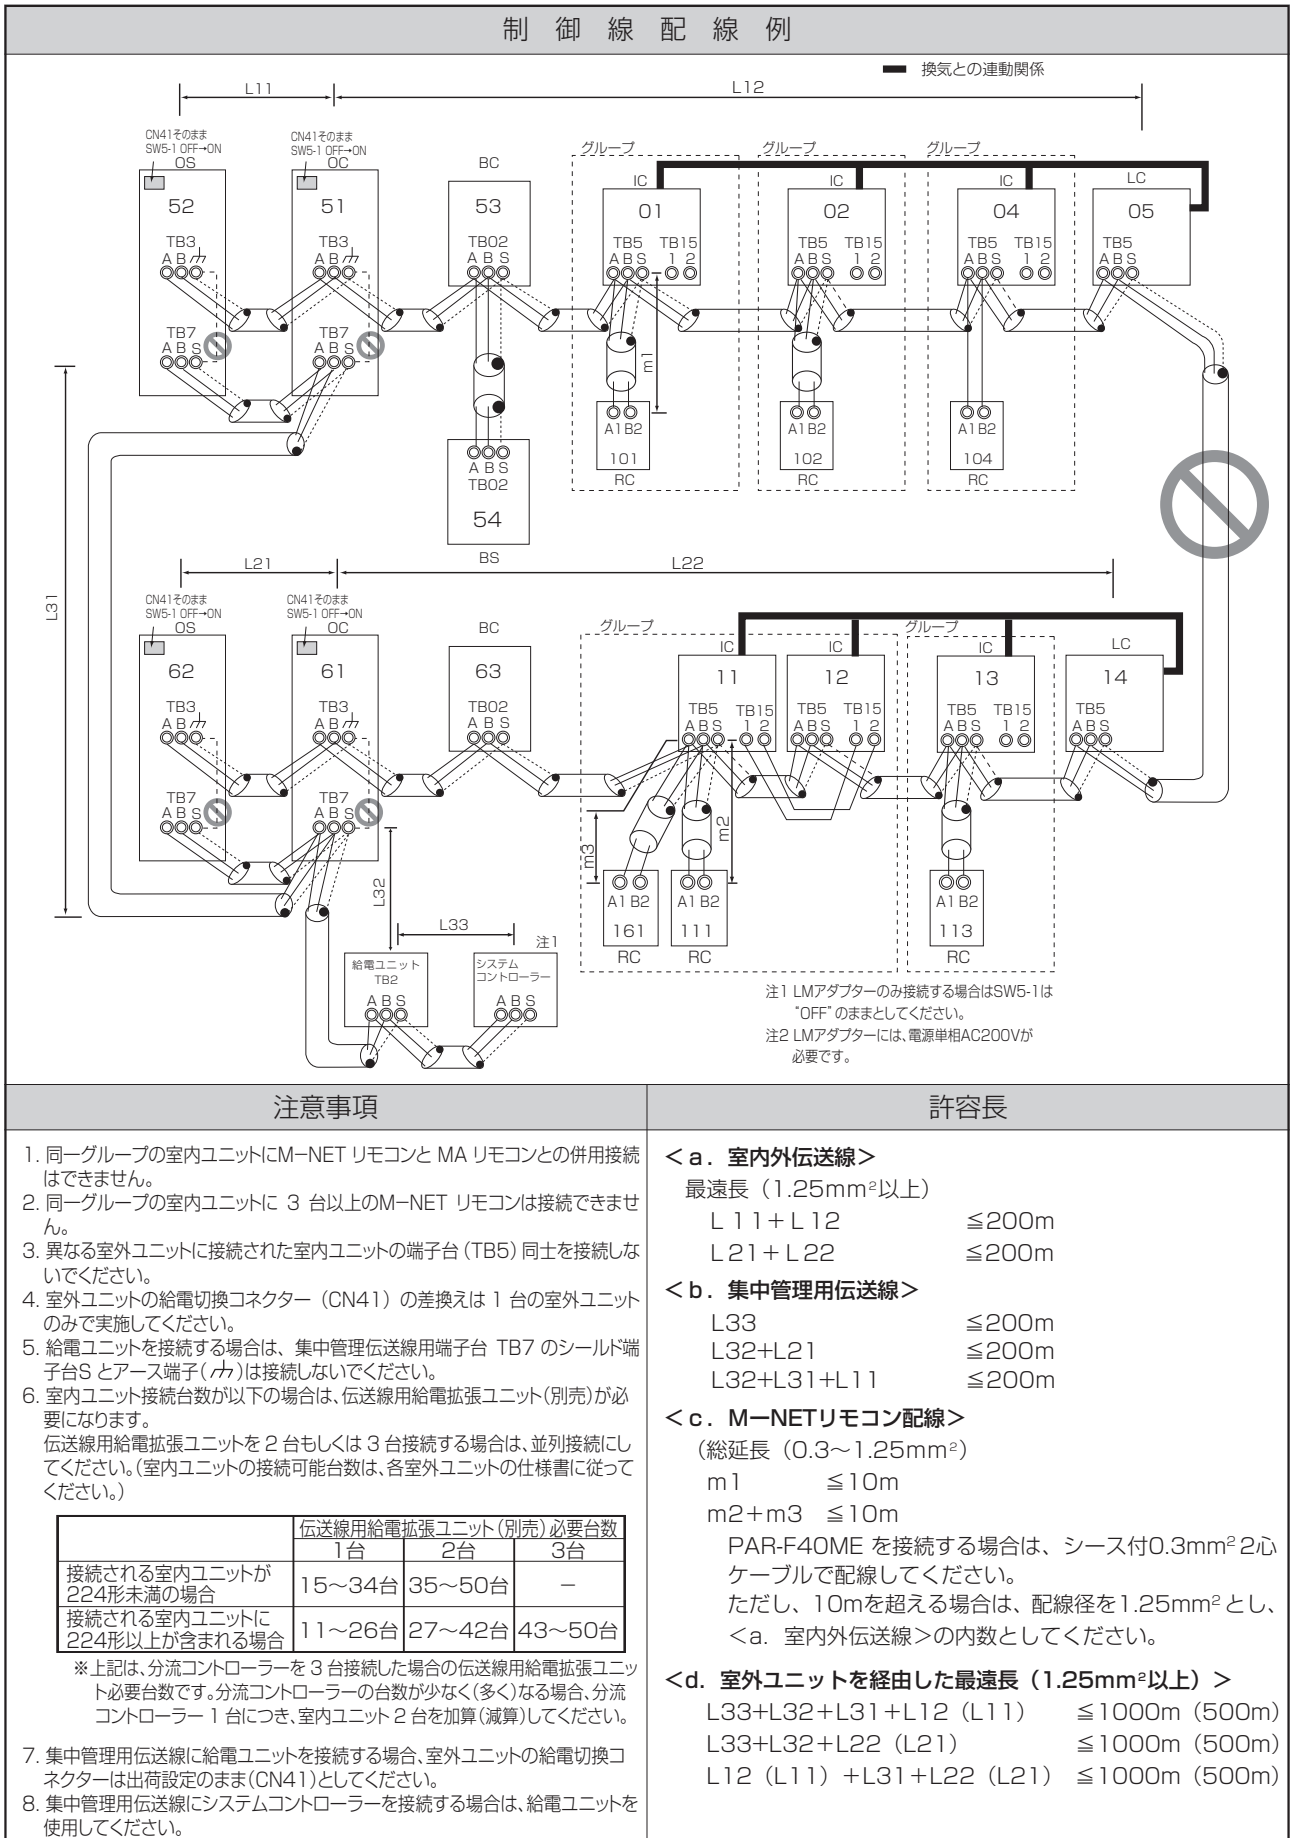 制 御 線 配 線 例
換気との連動関係
L11
L12
CN41そのまま
SW5-1 OFF→ON
OS
CN41そのまま
SW5-1 OFF→ON
OC
BC
グループ
グループ
グループ
IC
IC
IC
LC
52
51
53
01
02
04
05
TB3
A B
TB3
A B
TB02
A B S
TB5
A B S
TB15
1 2
TB5
A B S
TB15
1 2
TB5
A B S
TB15
1 2
TB5
A B S
TB7
A B S
TB7
A B S
m1
A1 B2
101
RC
A1 B2
102
RC
A1 B2
104
RC
A B S
TB02
54
BS
L31
L21
L22
CN41そのまま
SW5-1 OFF→ON
OS
CN41そのまま
SW5-1 OFF→ON
OC
BC
グループ
グループ
IC
IC
IC
LC
62
61
63
11
12
13
14
TB3
A B
TB3
A B
TB02
A B S
TB5
A B S
TB15
1 2
TB5
A B S
TB15
1 2
TB5
A B S
TB15
1 2
TB5
A B S
TB7
A B S
TB7
A B S
m3
m2
L32
L33
A1 B2
161
RC
A1 B2
111
RC
A1 B2
113
RC
注1
給電ユニット
TB2
A B S
システム
コントローラー
A B S
注1 LMアダプターのみ接続する場合はSW5-1は
"OFF"のままとしてください。
注2 LMアダプターには、電源単相AC200Vが
必要です。
注意事項
1. 同一グループの室内ユニットにM−NET リモコンと MA リモコンとの併用接続
はできません。
2. 同一グループの室内ユニットに 3 台以上のM−NET リモコンは接続できませ
ん。
3. 異なる室外ユニットに接続された室内ユニットの端子台(TB5)同士を接続しな
いでください。
4. 室外ユニットの給電切換コネクター（CN41）の差換えは 1 台の室外ユニット
のみで実施してください。
5. 給電ユニットを接続する場合は、集中管理伝送線用端子台 TB7 のシールド端
子台S とアース端子( )は接続しないでください。
6. 室内ユニット接続台数が以下の場合は、伝送線用給電拡張ユニット(別売)が必
要になります。
伝送線用給電拡張ユニットを 2 台もしくは 3 台接続する場合は、並列接続にし
てください。(室内ユニットの接続可能台数は、各室外ユニットの仕様書に従って
ください。)
伝送線用給電拡張ユニット(別売)必要台数
1台 2台 3台
接続される室内ユニットが
224形未満の場合
15〜34台 35〜50台 −
接続される室内ユニットに
224形以上が含まれる場合
11〜26台 27〜42台 43〜50台
※上記は、分流コントローラーを 3 台接続した場合の伝送線用給電拡張ユニッ
ト必要台数です。分流コントローラーの台数が少なく(多く)なる場合、分流
コントローラー 1 台につき、室内ユニット 2 台を加算(減算)してください。
7. 集中管理用伝送線に給電ユニットを接続する場合、室外ユニットの給電切換コ
ネクターは出荷設定のまま(CN41)としてください。
8. 集中管理用伝送線にシステムコントローラーを接続する場合は、給電ユニットを
使用してください。
許容長
＜a．室内外伝送線＞
最遠長（1.25mm²以上）
L 11＋L 12 ≦200m
L 21＋L 22 ≦200m
＜b．集中管理用伝送線＞
L33 ≦200m
L32+L21 ≦200m
L32+L31+L11 ≦200m
＜c．MーNETリモコン配線＞
（総延長（0.3〜1.25mm²）
m1 ≦10m
m2＋m3 ≦10m
PAR-F40ME を接続する場合は、シース付0.3mm² 2心
ケーブルで配線してください。
ただし、10mを超える場合は、配線径を1.25mm² とし、
＜a．室内外伝送線＞の内数としてください。
＜d．室外ユニットを経由した最遠長（1.25mm²以上）＞
L33+L32＋L31＋L12（L11） ≦1000m（500m）
L33+L32＋L22（L21） ≦1000m（500m）
L12（L11）＋L31＋L22（L21） ≦1000m（500m）